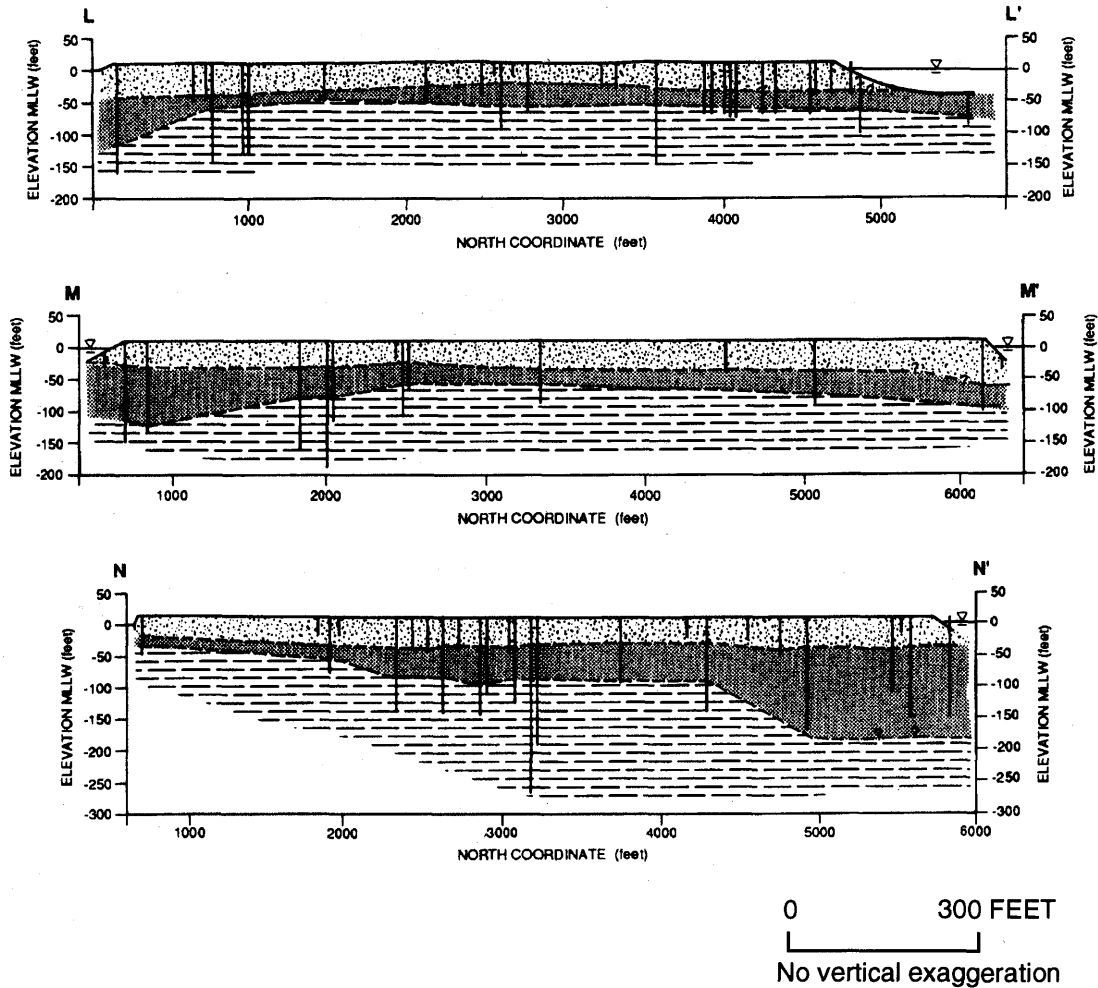 L L'
50 50
0 0
-50 -50
-100 -100
-150 -150
-200 -200
ELEVATION MLLW (feet)
ELEVATION MLLW (feet)
1000 2000 3000 4000 5000
NORTH COORDINATE (feet)
M M'
50 50
0 0
-50 -50
-100 -100
-150 -150
-200 -200
ELEVATION MLLW (feet)
ELEVATION MLLW (feet)
? ?
1000 2000 3000 4000 5000 6000
NORTH COORDINATE (feet)
N N'
50 50
0 0
-50 -50
-100 -100
-150 -150
-200 -200
-250 -250
-300 -300
ELEVATION MLLW (feet)
ELEVATION MLLW (feet)
1000 2000 3000 4000 5000 6000
NORTH COORDINATE (feet)
0 300 FEET
No vertical exaggeration